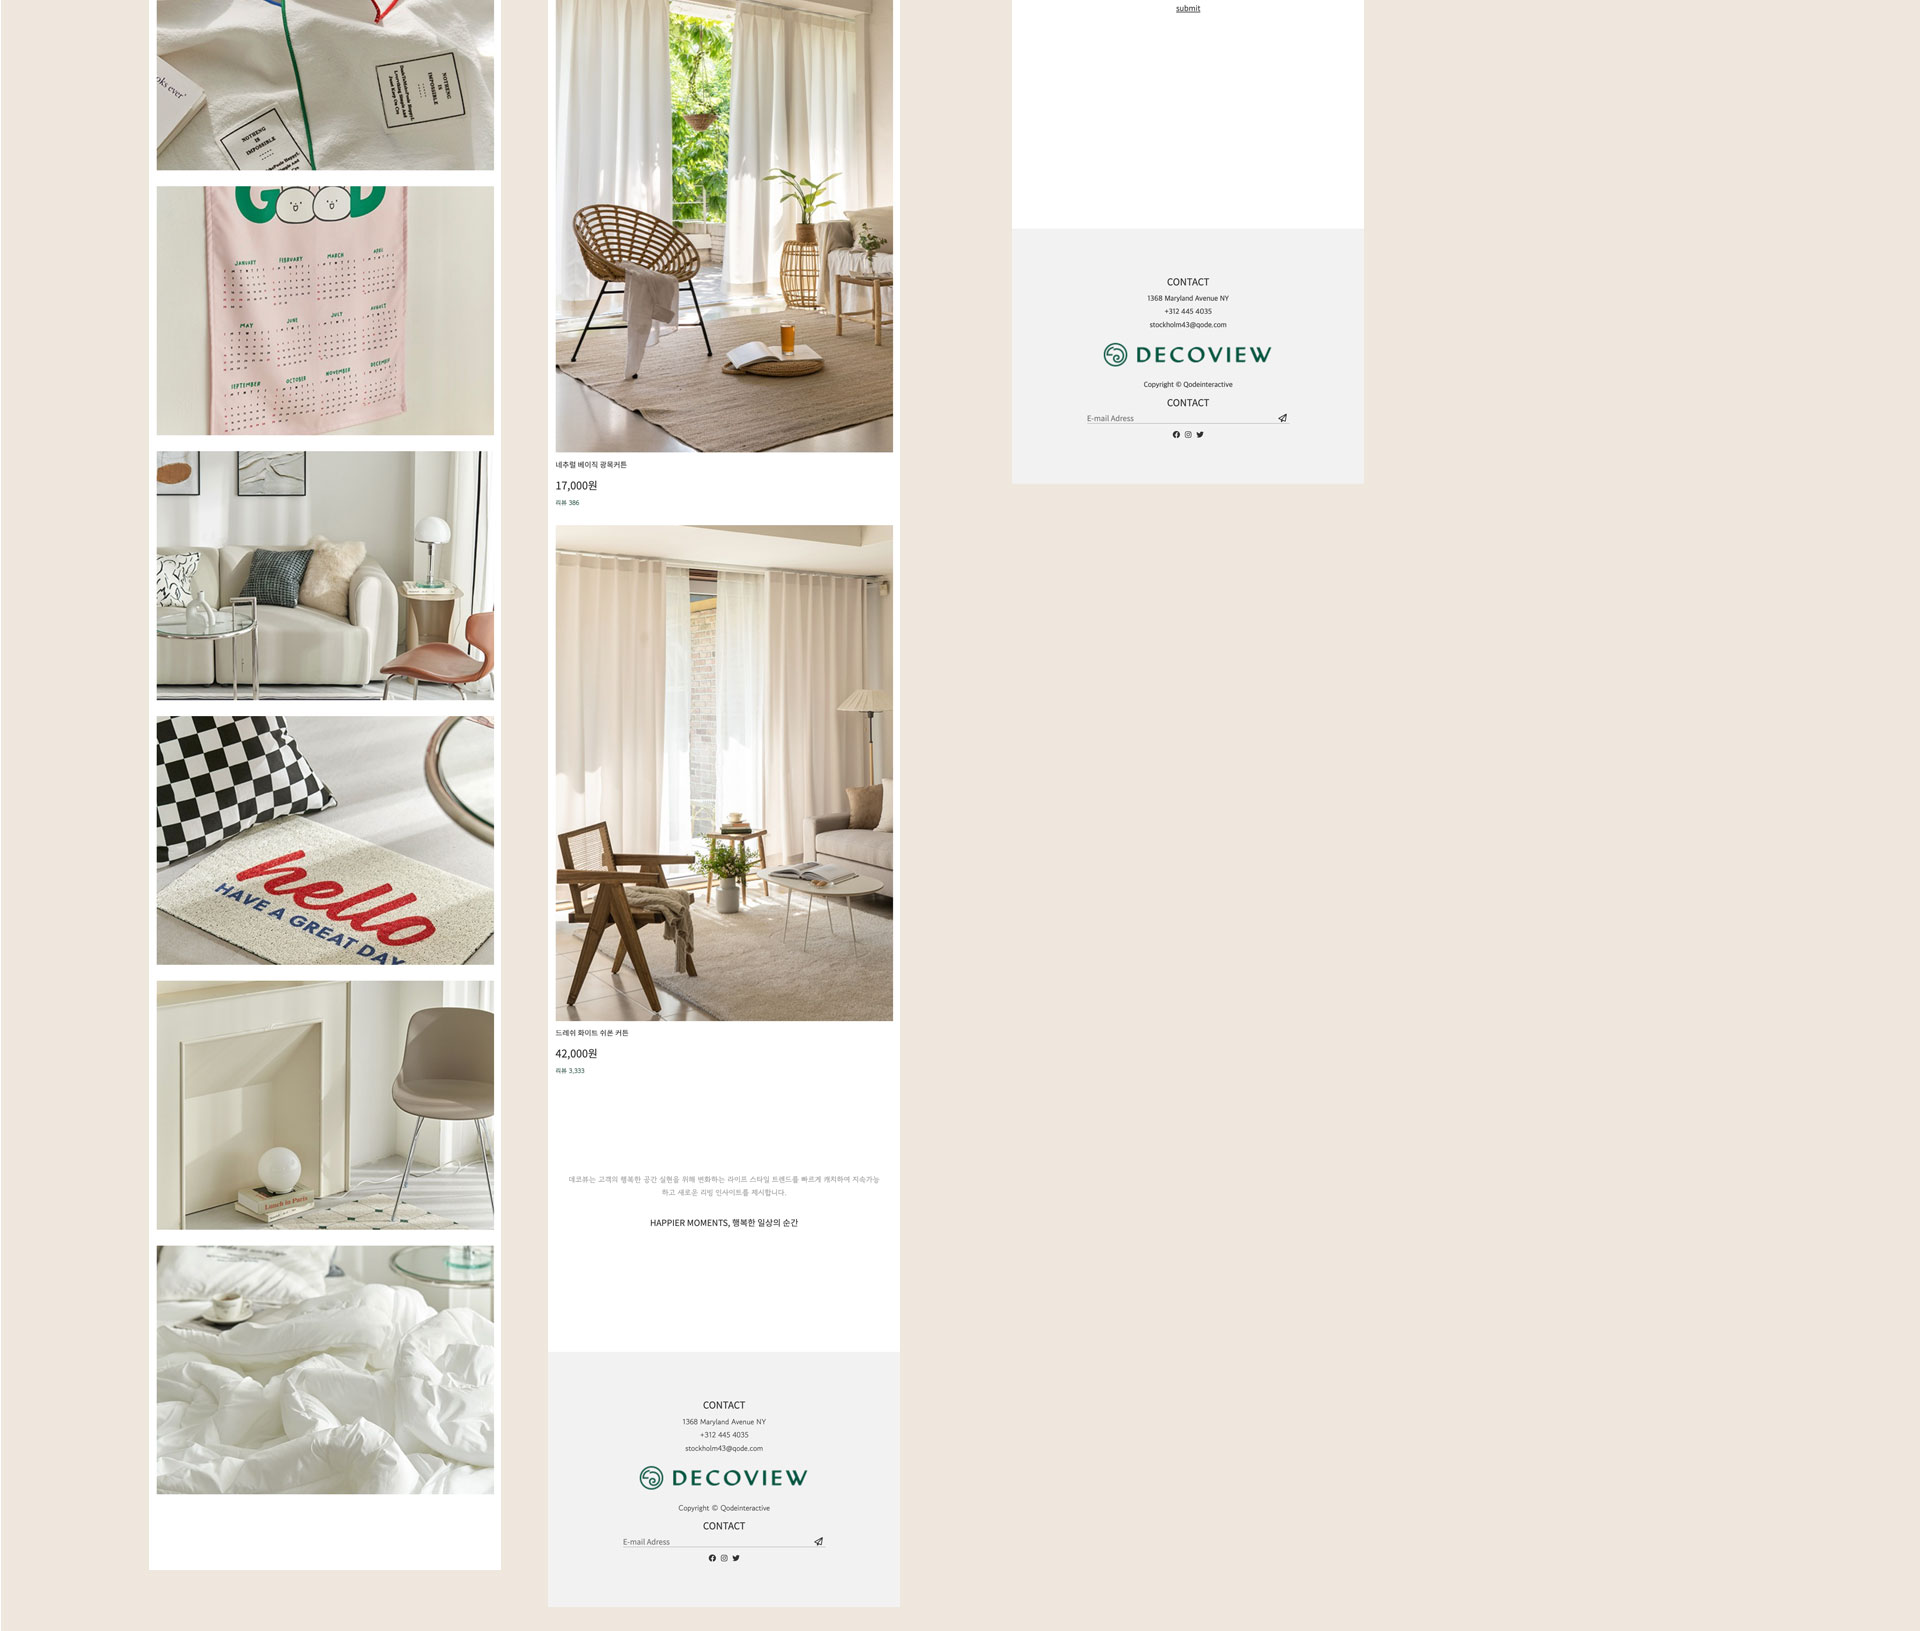 oks ever'
NOTHENG
IS
IMPOSSIBLE
NOTHENG
IS
IMPOSSIBLE
GOOD
JANUARY
FEBRUARY
MARCH
APRIL
MAY
JUNE
JULY
AUGUST
SEPTEMBER
OCTOBER
NOVEMBER
DECEMBER
hello
HAVE A GREAT DAY
Lunch in Paris
네추럴 베이직 광목커튼
17,000원
리뷰 386
드레쉬 화이트 쉬폰 커튼
42,000원
리뷰 3,333
데코뷰는 고객의 행복한 공간 실현을 위해 변화하는 라이프 스타일 트렌드를 빠르게 캐치하여 지속가능
하고 새로운 리빙 인사이트를 제시합니다.
HAPPIER MOMENTS, 행복한 일상의 순간
CONTACT
1368 Maryland Avenue NY
+312 445 4035
stockholm43@qode.com
DECOVIEW
Copyright © Qodeinteractive
CONTACT
E-mail Adress
submit
CONTACT
1368 Maryland Avenue NY
+312 445 4035
stockholm43@qode.com
DECOVIEW
Copyright © Qodeinteractive
CONTACT
E-mail Adress